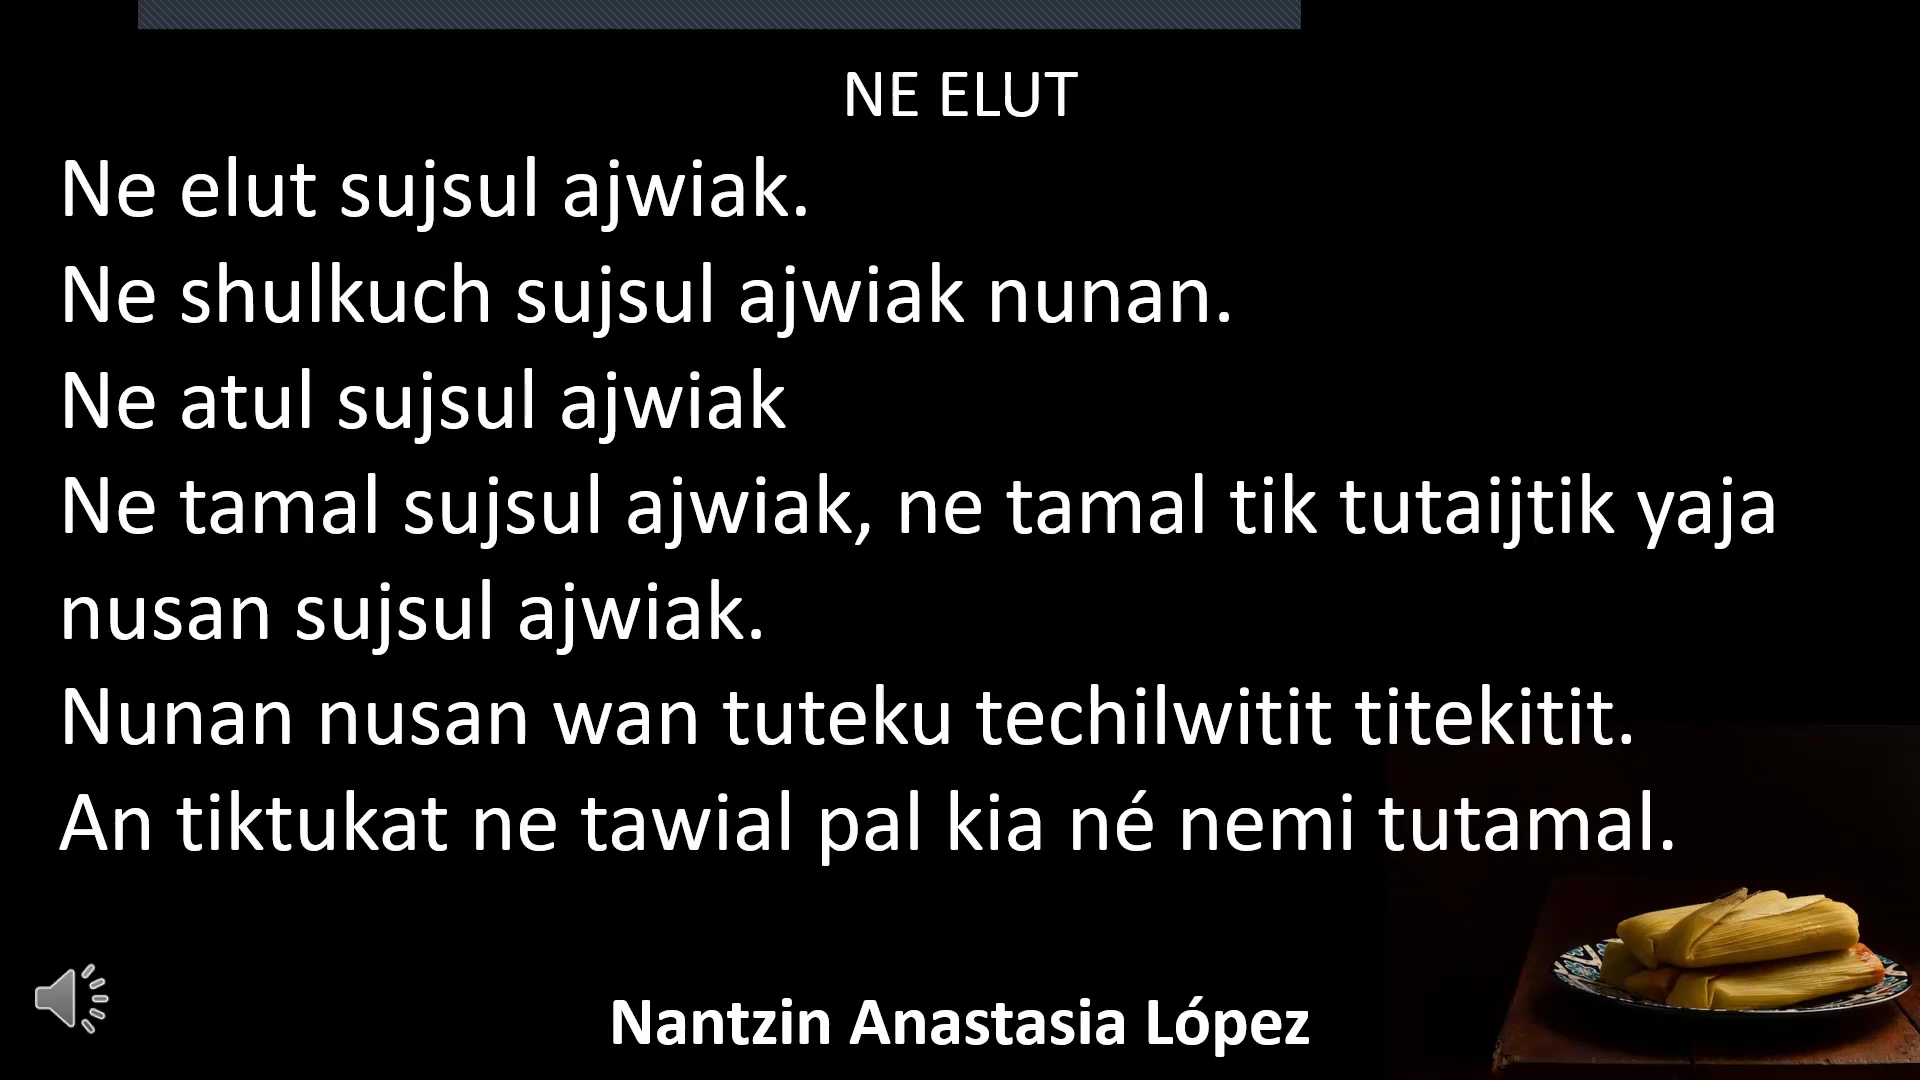 NE ELUT
Ne elut sujsul ajwiak.
Ne shulkuch sujsul ajwiak nunan.
Ne atul sujsul ajwiak
Ne tamal sujsul ajwiak, ne tamal tik tutaijtik yaja
nusan sujsul ajwiak.
Nunan nusan wan tuteku techilwitit titekitit.
An tiktukat ne tawial pal kia né nemi tutamal.
Nantzin Anastasia López